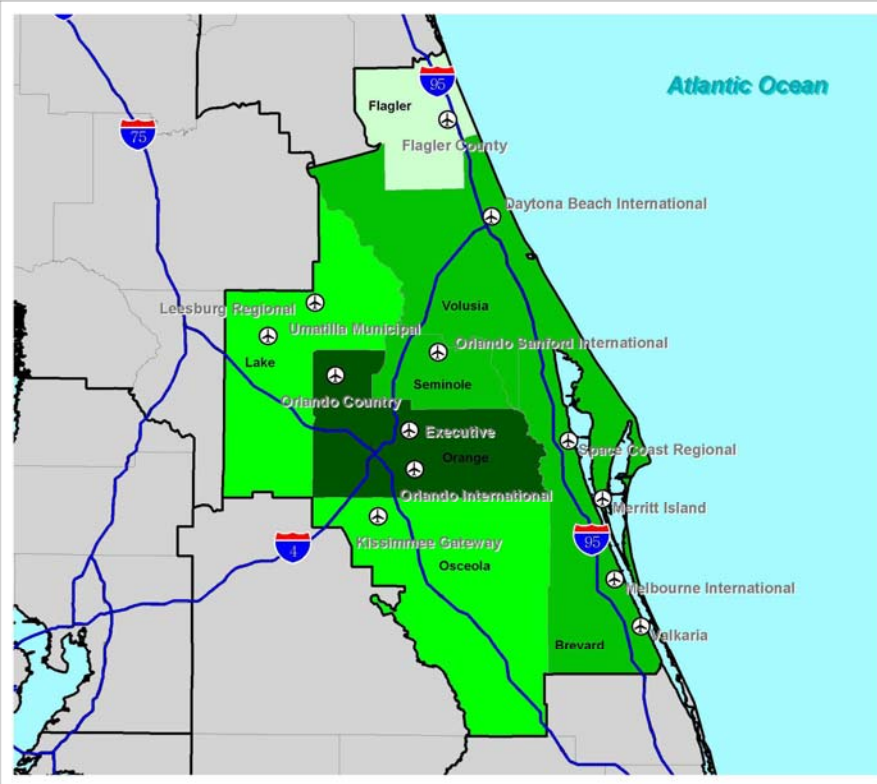 95
Flagler
Atlantic Ocean
75
Flagler County
Daytona Beach International
Volusia
Leesburg Regional
Umatilla Municipal
Orlando Sanford International
Lake
Seminole
Orlando Country
Executive
Space Coast Regional
Orange
Orlando International
Merritt Island
Kissimmee Gateway
4
95
Osceola
Melbourne International
Valkaria
Brevard